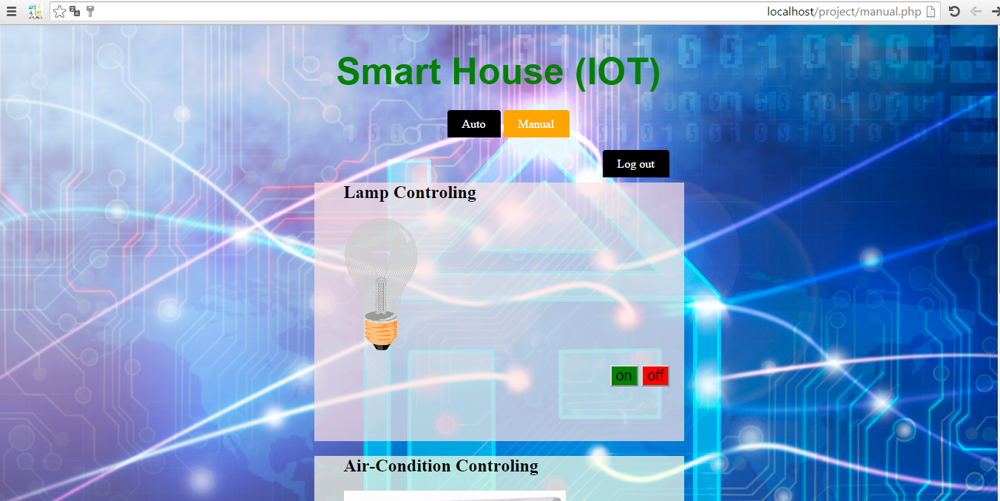 localhost/project/manual.php
Smart House (IOT)
Auto Manual
Log out
Lamp Controling
on off
Air-Condition Controling